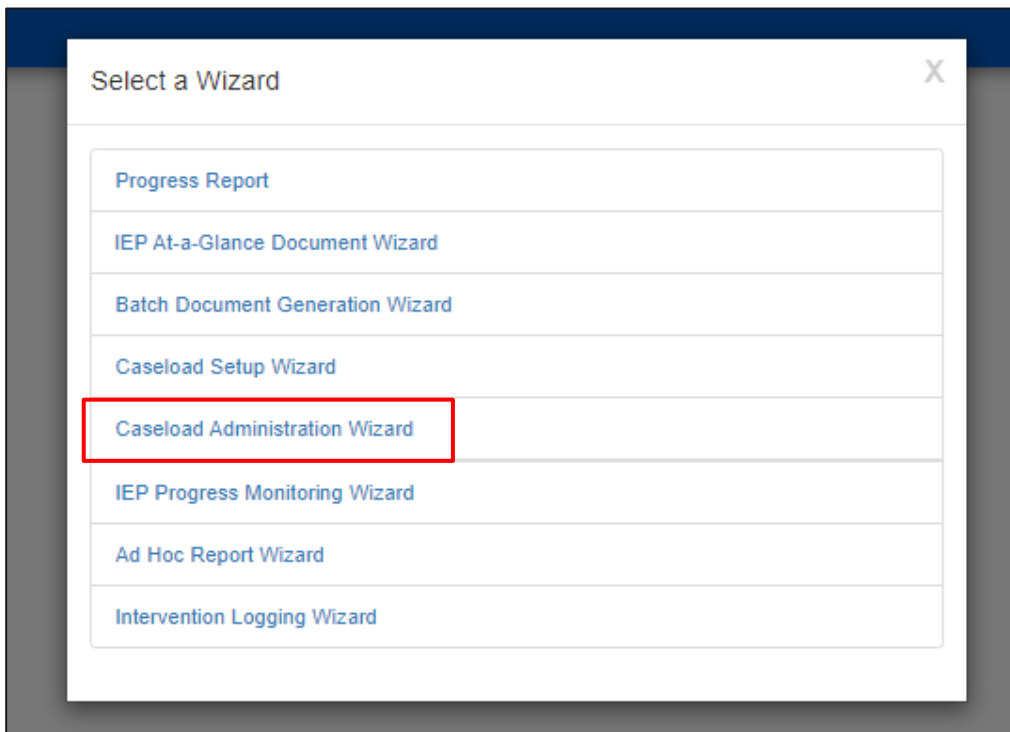 Select a Wizard
X
Progress Report
IEP At-a-Glance Document Wizard
Batch Document Generation Wizard
Caseload Setup Wizard
Caseload Administration Wizard
IEP Progress Monitoring Wizard
Ad Hoc Report Wizard
Intervention Logging Wizard